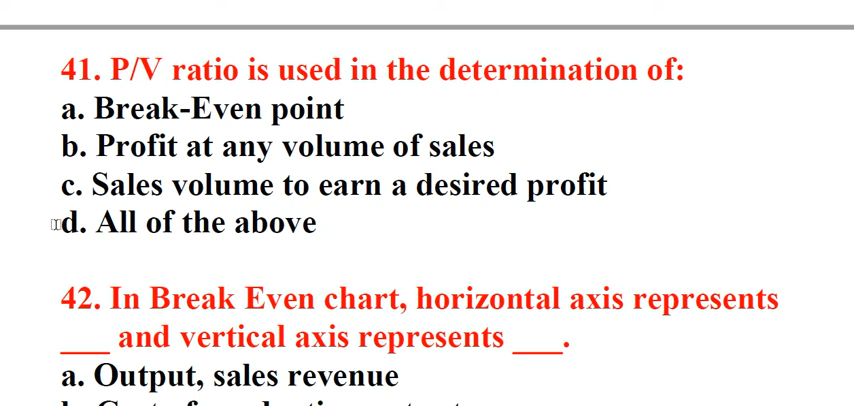 41. P/V ratio is used in the determination of:
a. Break-Even point
b. Profit at any volume of sales
c. Sales volume to earn a desired profit
d. All of the above
42. In Break Even chart, horizontal axis represents
___ and vertical axis represents ___.
a. Output, sales revenue